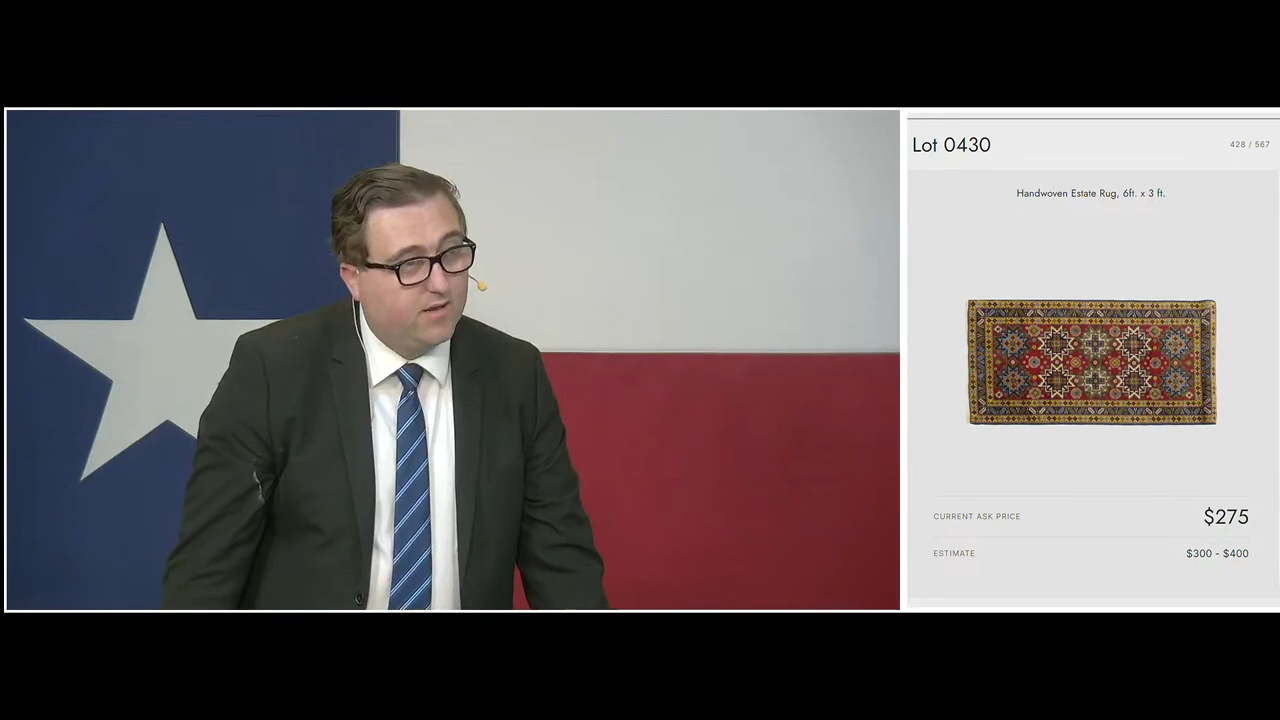 Lot 0430
428 / 567
Handwoven Estate Rug, 6ft. x 3 ft.
CURRENT ASK PRICE
$275
ESTIMATE
$300 - $400